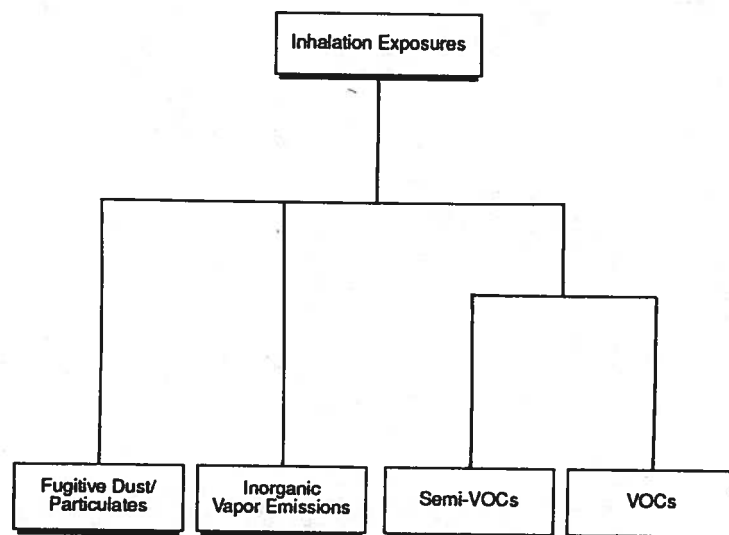 Inhalation Exposures
Fugitive Dust/
Particulates
Inorganic
Vapor Emissions
Semi-VOCs
VOCs